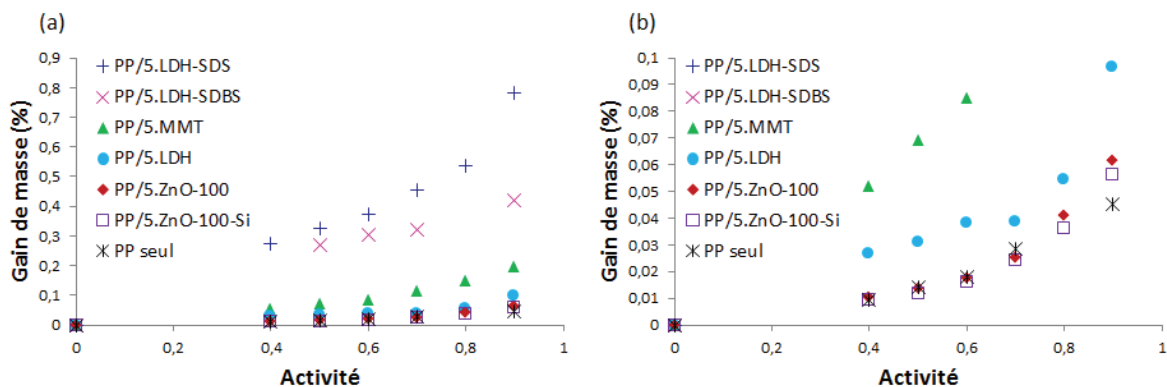 (a)
Gain de masse (%)
0,9
0,8
0,7
0,6
0,5
0,4
0,3
0,2
0,1
0
PP/5.LDH-SDS
PP/5.LDH-SDBS
PP/5.MMT
PP/5.LDH
PP/5.ZnO-100
PP/5.ZnO-100-Si
PP seul
0
0,2
0,4
0,6
0,8
1
Activité
(b)
Gain de masse (%)
0,1
0,09
0,08
0,07
0,06
0,05
0,04
0,03
0,02
0,01
0
PP/5.LDH-SDS
PP/5.LDH-SDBS
PP/5.MMT
PP/5.LDH
PP/5.ZnO-100
PP/5.ZnO-100-Si
PP seul
0
0,2
0,4
0,6
0,8
1
Activité